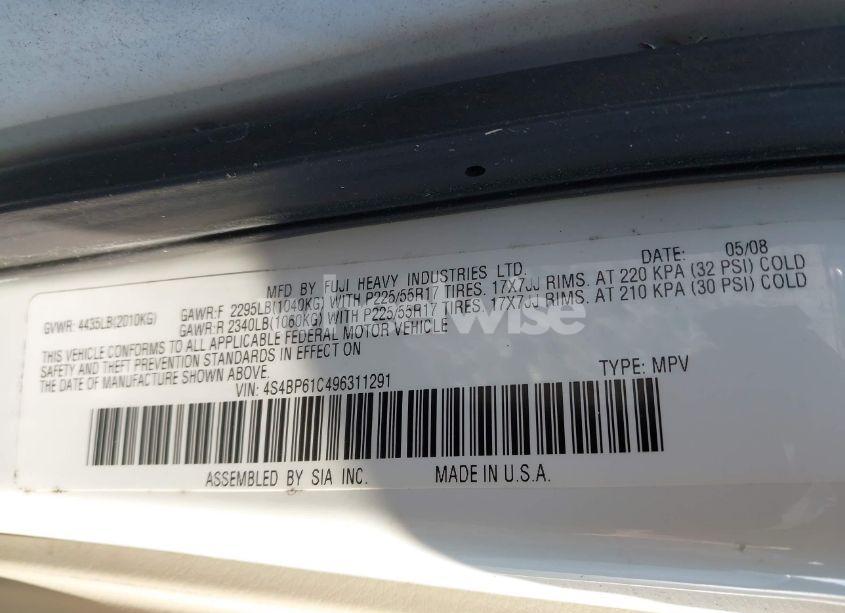 MFD BY FUJI HEAVY INDUSTRIES LTD. DATE: 05/08
GVWR: 4435LB(2010KG) GAWR:F 2295LB(1040KG) WITH P225/55R17 TIRES. 17X7JJ RIMS. AT 220 KPA (32 PSI) COLD
GAWR:R 2340LB(1060KG) WITH P225/55R17 TIRES. 17X7JJ RIMS. AT 210 KPA (30 PSI) COLD
THIS VEHICLE CONFORMS TO ALL APPLICABLE FEDERAL MOTOR VEHICLE
SAFETY AND THEFT PREVENTION STANDARDS IN EFFECT ON
THE DATE OF MANUFACTURE SHOWN ABOVE.
VIN: 4S4BP61C496311291 TYPE: MPV
ASSEMBLED BY SIA INC. MADE IN U.S.A.